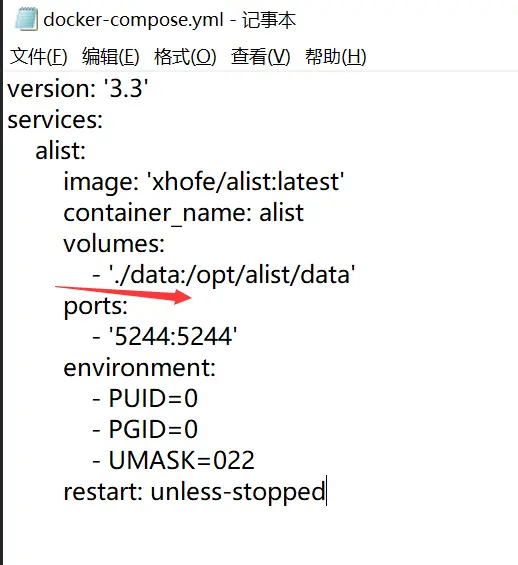 docker-compose.yml - 记事本
文件(F) 编辑(E) 格式(O) 查看(V) 帮助(H)
version: '3.3'
services:
    alist:
        image: 'xhofe/alist:latest'
        container_name: alist
        volumes:
            - './data:/opt/alist/data'
        ports:
            - '5244:5244'
        environment:
            - PUID=0
            - PGID=0
            - UMASK=022
        restart: unless-stopped